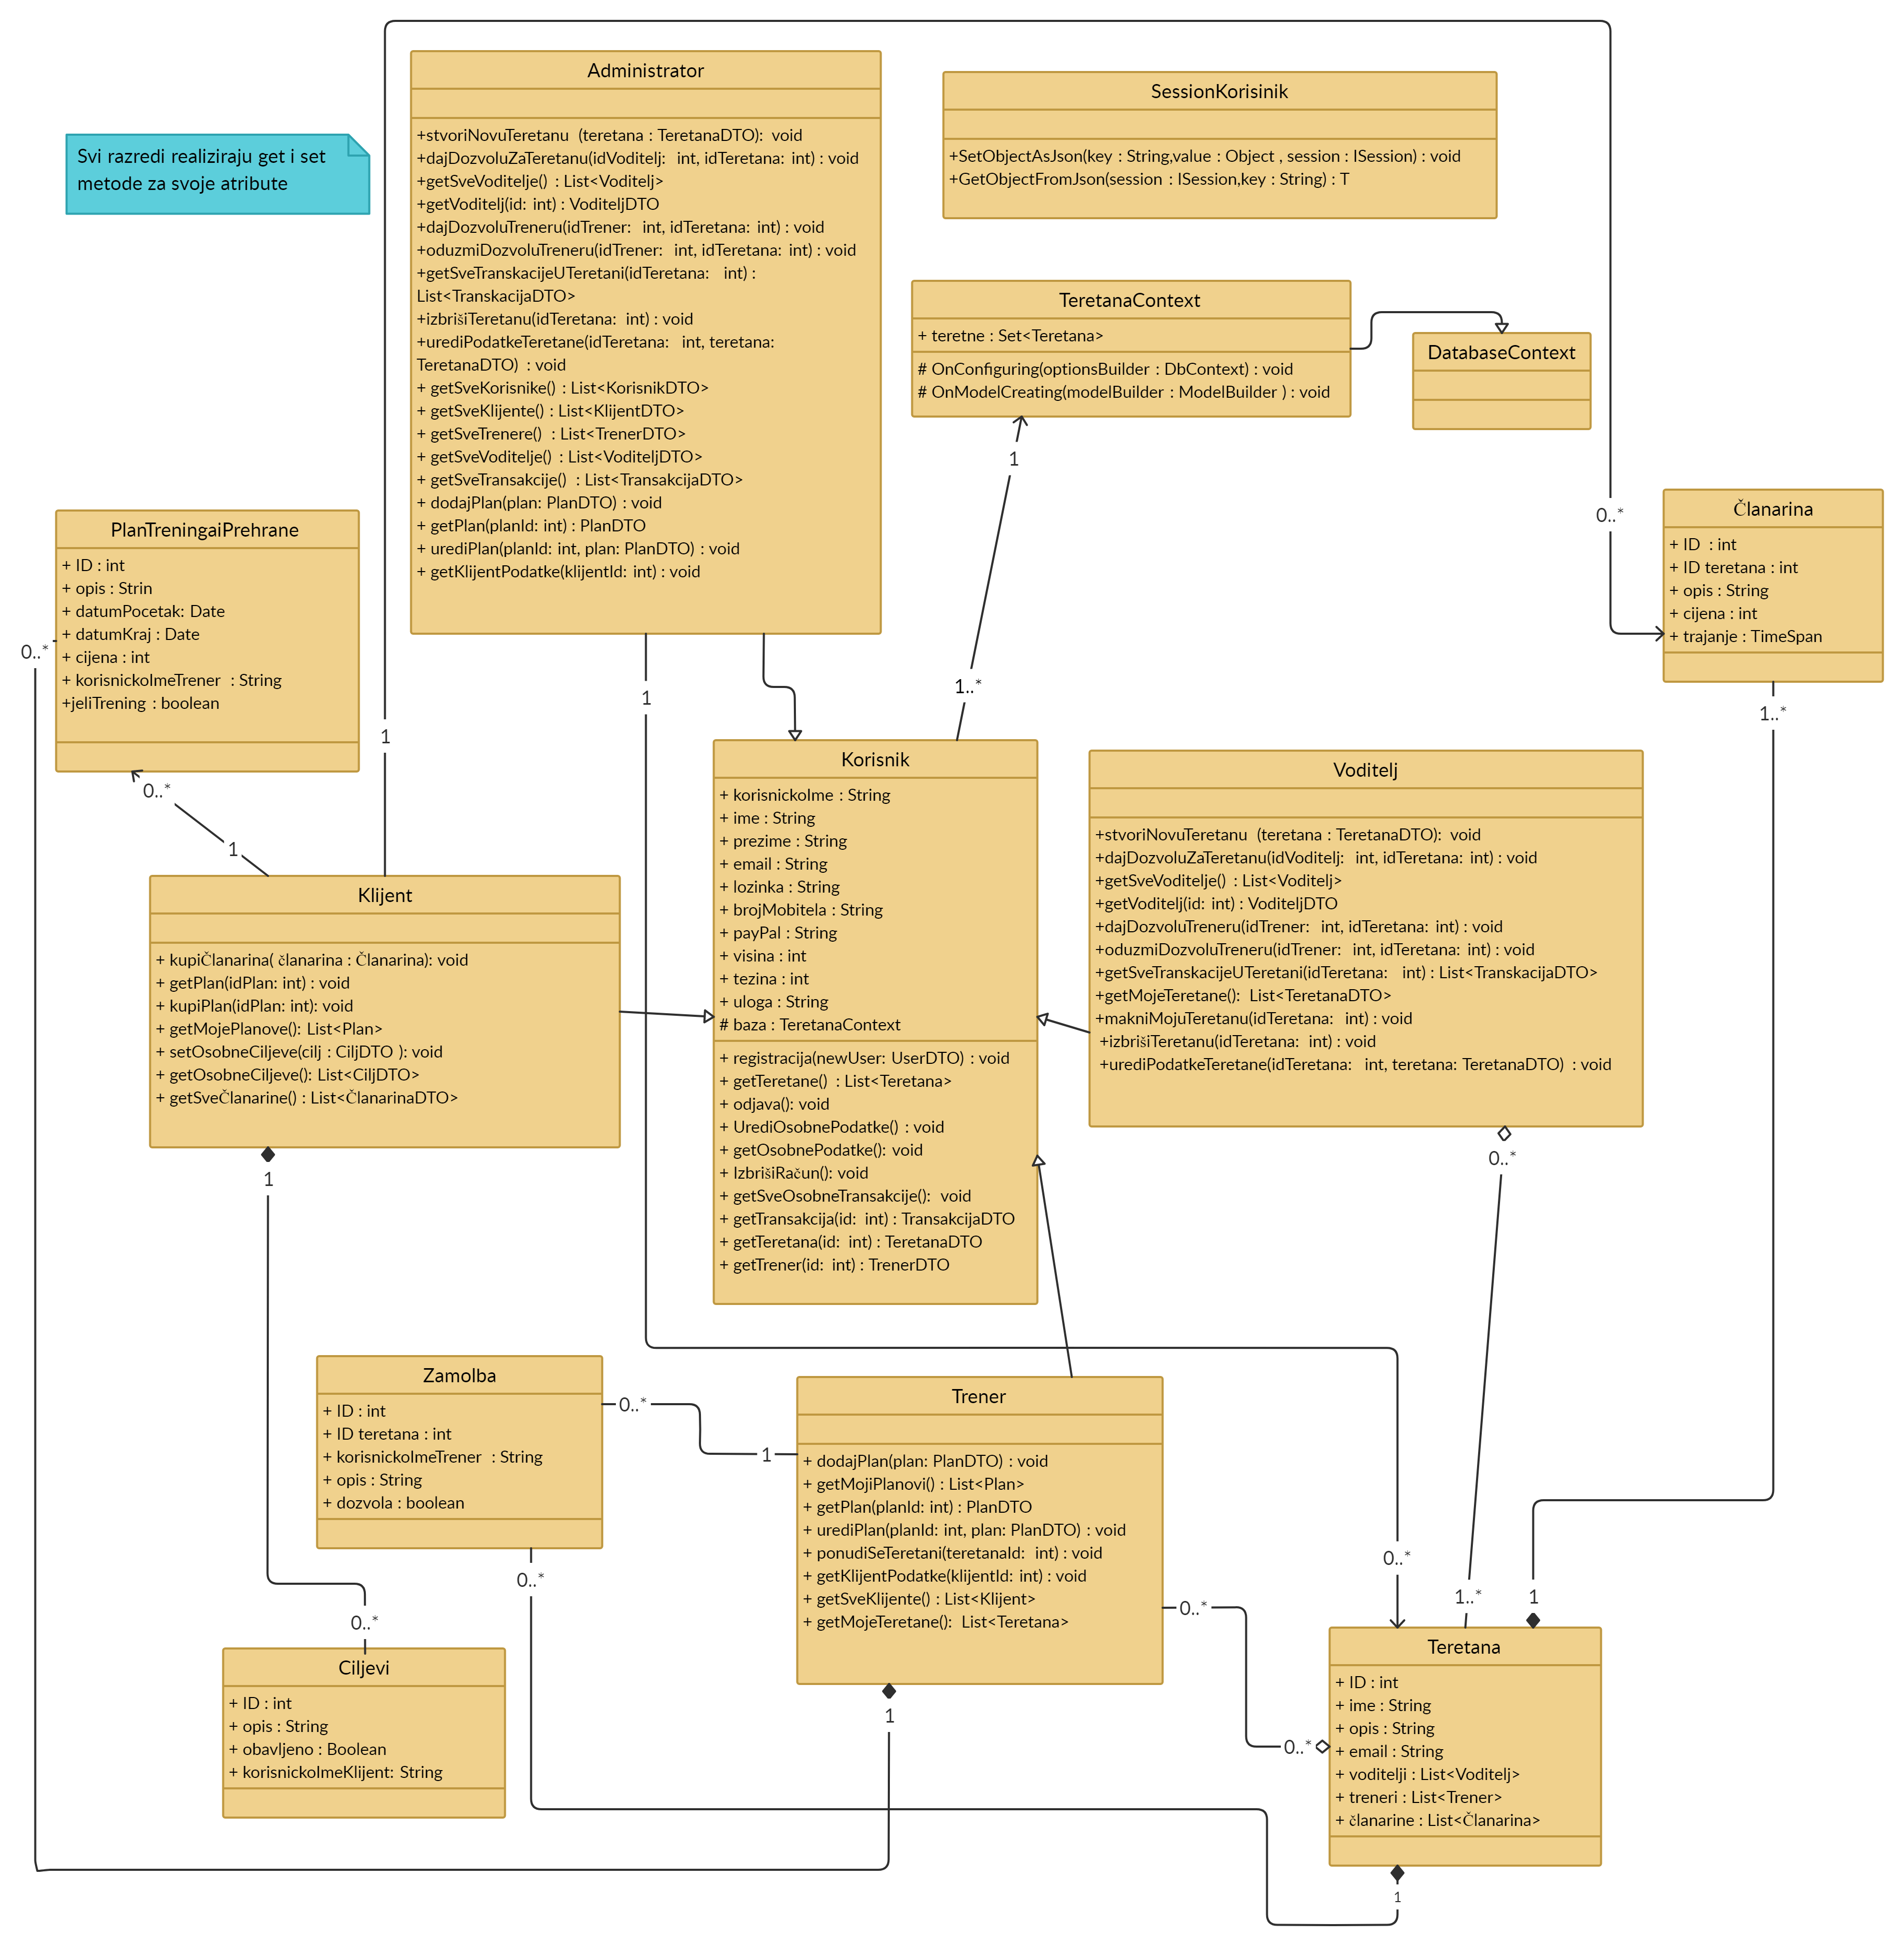 Svi razredi realiziraju get i set
metode za svoje atribute
Administrator
+stvoriNovuTeretanu (teretana : TeretanaDTO): void
+dajDozvoluZaTeretanu(idVoditelj: int, idTeretana: int) : void
+getSveVoditelje() : List<Voditelj>
+getVoditelj(id: int) : VoditeljDTO
+dajDozvoluTreneru(idTrener: int, idTeretana: int) : void
+oduzmiDozvoluTreneru(idTrener: int, idTeretana: int) : void
+getSveTranskacijeUTeretani(idTeretana: int) :
List<TranskacijaDTO>
+izbrišiTeretanu(idTeretana: int) : void
+urediPodatkeTeretane(idTeretana: int, teretana:
TeretanaDTO) : void
+ getSveKorisnike() : List<KorisnikDTO>
+ getSveKlijente() : List<KlijentDTO>
+ getSveTrenere() : List<TrenerDTO>
+ getSveVoditelje() : List<VoditeljDTO>
+ getSveTransakcije() : List<TransakcijaDTO>
+ dodajPlan(plan: PlanDTO) : void
+ getPlan(planId: int) : PlanDTO
+ urediPlan(planId: int, plan: PlanDTO) : void
+ getKlijentPodatke(klijentId: int) : void
SessionKorisinik
+SetObjectAsJson(key : String,value : Object , session : ISession) : void
+GetObjectFromJson(session : ISession,key : String) : T
TeretanaContext
+ teretne : Set<Teretana>
# OnConfiguring(optionsBuilder : DbContext) : void
# OnModelCreating(modelBuilder : ModelBuilder ) : void
DatabaseContext
1
1..*
0..*
Članarina
+ ID : int
+ ID teretana : int
+ opis : String
+ cijena : int
+ trajanje : TimeSpan
1..*
PlanTreningaiPrehrane
+ ID : int
+ opis : Strin
+ datumPocetak: Date
+ datumKraj : Date
+ cijena : int
+ korisnickoImeTrener : String
+jeliTrening : boolean
0..*
0..*
1
1
1
Klijent
+ kupiČlanarina( članarina : Članarina): void
+ getPlan(idPlan: int) : void
+ kupiPlan(idPlan: int): void
+ getMojePlanove(): List<Plan>
+ setOsobneCiljeve(cilj : CiljDTO ): void
+ getOsobneCiljeve(): List<CiljDTO>
+ getSveČlanarine() : List<ČlanarinaDTO>
1
Korisnik
+ korisnickoIme : String
+ ime : String
+ prezime : String
+ email : String
+ lozinka : String
+ brojMobitela : String
+ payPal : String
+ visina : int
+ tezina : int
+ uloga : String
# baza : TeretanaContext
+ registracija(newUser: UserDTO) : void
+ getTeretane() : List<Teretana>
+ odjava(): void
+ UrediOsobnePodatke() : void
+ getOsobnePodatke(): void
+ IzbrišiRačun(): void
+ getSveOsobneTransakcije(): void
+ getTransakcija(id: int) : TransakcijaDTO
+ getTeretana(id: int) : TeretanaDTO
+ getTrener(id: int) : TrenerDTO
Voditelj
+stvoriNovuTeretanu (teretana : TeretanaDTO): void
+dajDozvoluZaTeretanu(idVoditelj: int, idTeretana: int) : void
+getSveVoditelje() : List<Voditelj>
+getVoditelj(id: int) : VoditeljDTO
+dajDozvoluTreneru(idTrener: int, idTeretana: int) : void
+oduzmiDozvoluTreneru(idTrener: int, idTeretana: int) : void
+getSveTranskacijeUTeretani(idTeretana: int) : List<TranskacijaDTO>
+getMojeTeretane(): List<TeretanaDTO>
+makniMojuTeretanu(idTeretana: int) : void
+izbrišiTeretanu(idTeretana: int) : void
+urediPodatkeTeretane(idTeretana: int, teretana: TeretanaDTO) : void
0..*
Zamolba
+ ID : int
+ ID teretana : int
+ korisnickoImeTrener : String
+ opis : String
+ dozvola : boolean
0..*
1
0..*
Trener
+ dodajPlan(plan: PlanDTO) : void
+ getMojiPlanovi() : List<Plan>
+ getPlan(planId: int) : PlanDTO
+ urediPlan(planId: int, plan: PlanDTO) : void
+ ponudiSeTeretani(teretanaId: int) : void
+ getKlijentPodatke(klijentId: int) : void
+ getSveKlijente() : List<Klijent>
+ getMojeTeretane(): List<Teretana>
1
0..*
0..*
0..*
1..*
1
0..*
Ciljevi
+ ID : int
+ opis : String
+ obavljeno : Boolean
+ korisnickoImeKlijent: String
Teretana
+ ID : int
+ ime : String
+ opis : String
+ email : String
+ voditelji : List<Voditelj>
+ treneri : List<Trener>
+ članarine : List<Članarina>
1